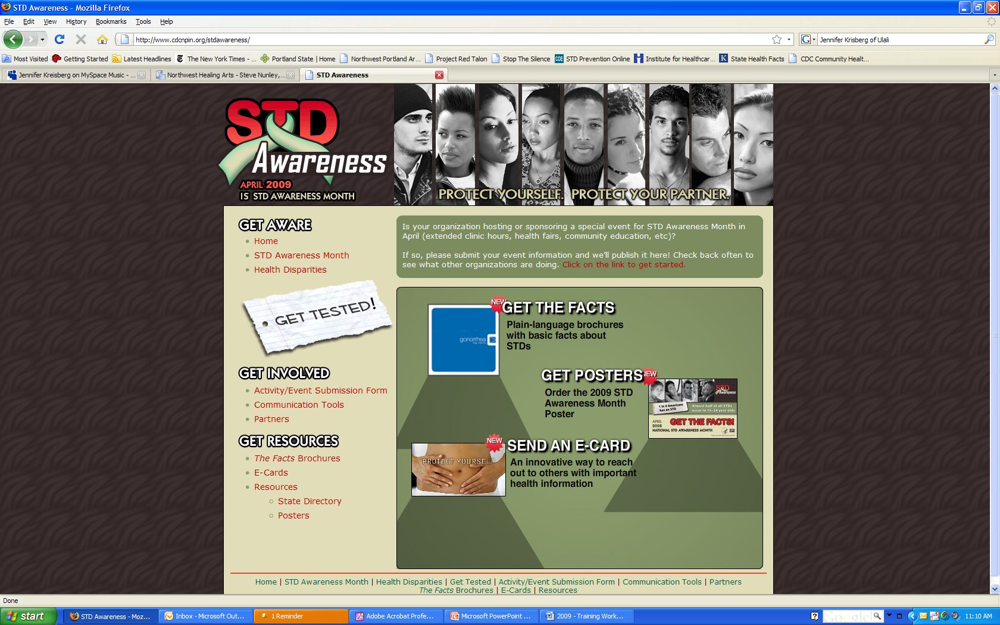 STD Awareness - Mozilla Firefox
File Edit View History Bookmarks Tools Help
http://www.cdcnpin.org/stdawareness/
G Jennifer Krisberg of Ulali
Most Visited Getting Started Latest Headlines The New York Times - ... Portland State | Home Northwest Portland Ar... Project Red Talon Stop The Silence COE STD Prevention Online Institute for Healthcar... K State Health Facts CDC Community Healt...
Jennifer Kreisberg on MySpace Music - ... Northwest Healing Arts - Steve Nunley,... STD Awareness
STD
Awareness
APRIL 2009
IS STD AWARENESS MONTH
PROTECT YOURSELF. PROTECT YOUR PARTNER.
GET AWARE
Home
STD Awareness Month
Health Disparities
GET TESTED!
GET INVOLVED
Activity/Event Submission Form
Communication Tools
Partners
GET RESOURCES
The Facts Brochures
E-Cards
Resources
State Directory
Posters
Is your organization hosting or sponsoring a special event for STD Awareness Month in
April (extended clinic hours, health fairs, community education, etc)?
If so, please submit your event information and we'll publish it here! Check back often to
see what other organizations are doing. Click on the link to get started.
NEW
GET THE FACTS
Plain-language brochures
with basic facts about
STDs
gonorrhea
THE FACTS
GET POSTERS
NEW
Order the 2009 STD
Awareness Month
Poster
STD
Awareness
1 in 4 Americans
has an STD
Almost half of all STDs
occur in 15-24 year olds
APRIL
2008
GET THE FACTS!
NATIONAL STD AWARENESS MONTH
NEW
SEND AN E-CARD
PROTECT YOURSELF
An innovative way to reach
out to others with important
health information
Home | STD Awareness Month | Health Disparities | Get Tested | Activity/Event Submission Form | Communication Tools | Partners
The Facts Brochures | E-Cards | Resources
Done
start STD Awareness - Moz... Inbox - Microsoft Out... 1 Reminder Adobe Acrobat Profe... Microsoft PowerPoint ... 2009 - Training Work... Google 11:10 AM